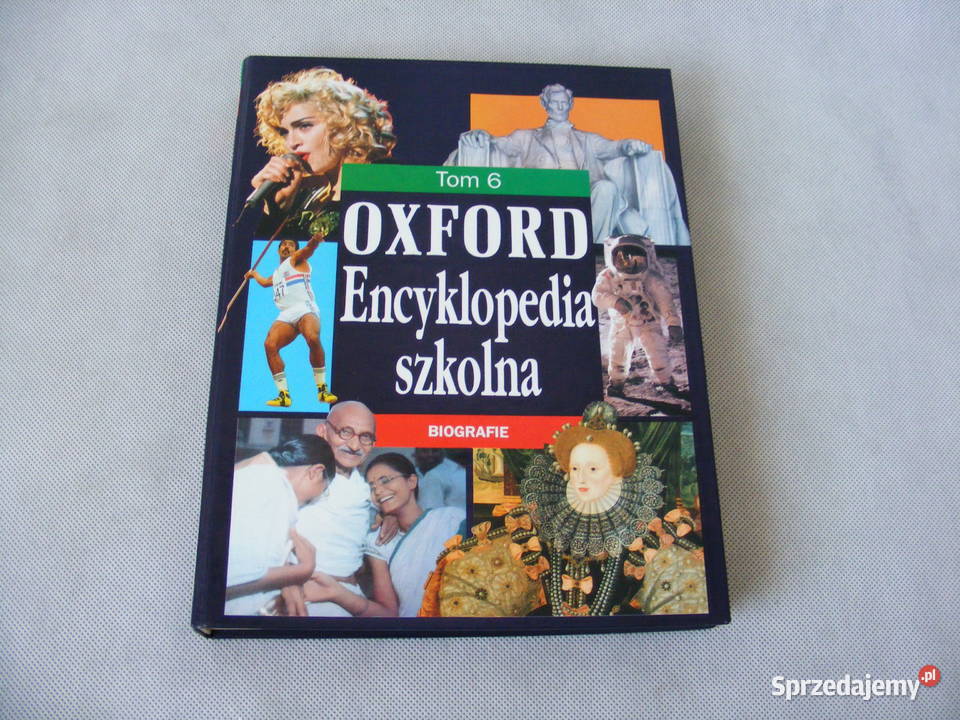 Tom 6
OXFORD
Encyklopedia
szkolna
BIOGRAFIE
Sprzedajemy.pl